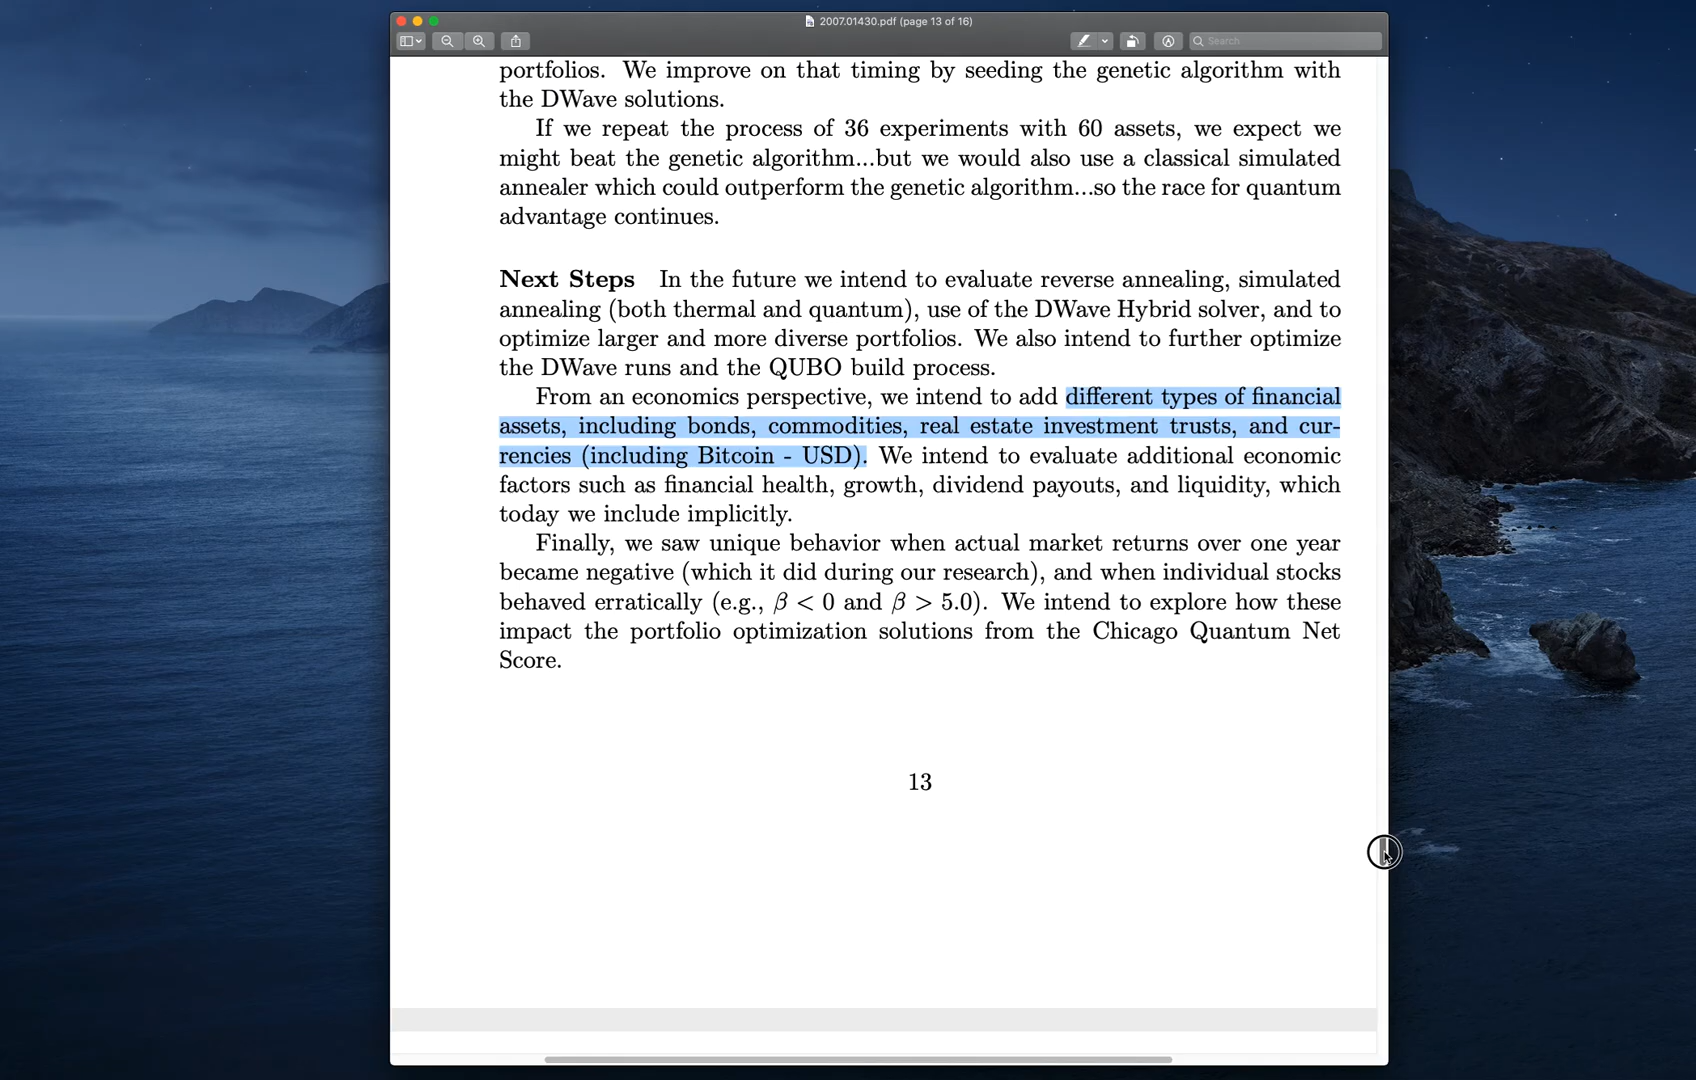 2007.01430.pdf (page 13 of 16)
Search
portfolios. We improve on that timing by seeding the genetic algorithm with
the DWave solutions.
If we repeat the process of 36 experiments with 60 assets, we expect we
might beat the genetic algorithm...but we would also use a classical simulated
annealer which could outperform the genetic algorithm...so the race for quantum
advantage continues.
Next Steps In the future we intend to evaluate reverse annealing, simulated
annealing (both thermal and quantum), use of the DWave Hybrid solver, and to
optimize larger and more diverse portfolios. We also intend to further optimize
the DWave runs and the QUBO build process.
From an economics perspective, we intend to add different types of financial
assets, including bonds, commodities, real estate investment trusts, and cur-
rencies (including Bitcoin - USD). We intend to evaluate additional economic
factors such as financial health, growth, dividend payouts, and liquidity, which
today we include implicitly.
Finally, we saw unique behavior when actual market returns over one year
became negative (which it did during our research), and when individual stocks
behaved erratically (e.g., β < 0 and β > 5.0). We intend to explore how these
impact the portfolio optimization solutions from the Chicago Quantum Net
Score.
13